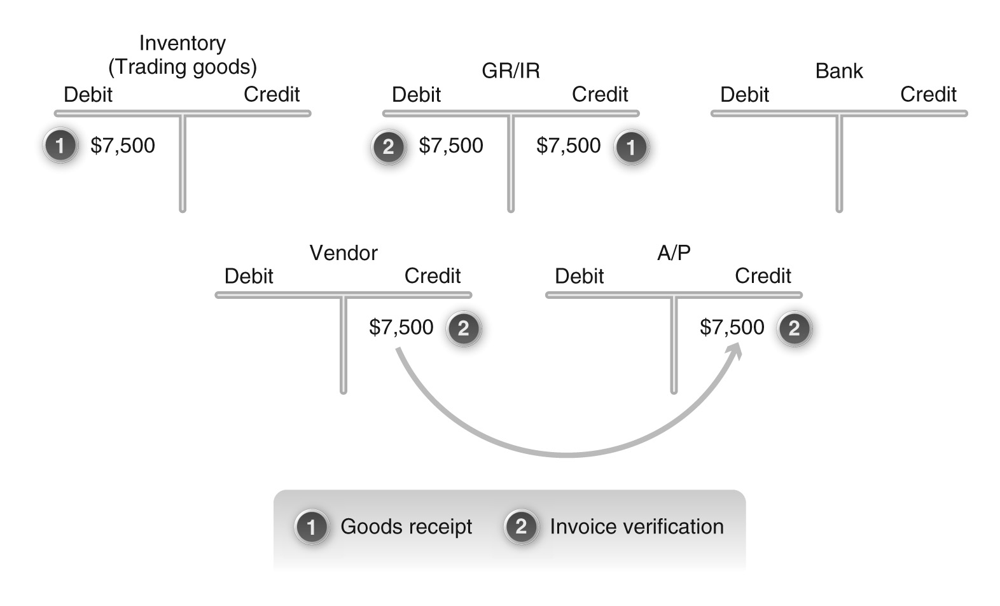 Inventory
(Trading goods)
Debit Credit
1 $7,500
GR/IR
Debit Credit
2 $7,500 $7,500 1
Bank
Debit Credit
Vendor
Debit Credit
$7,500 2
A/P
Debit Credit
$7,500 2
1 Goods receipt 2 Invoice verification